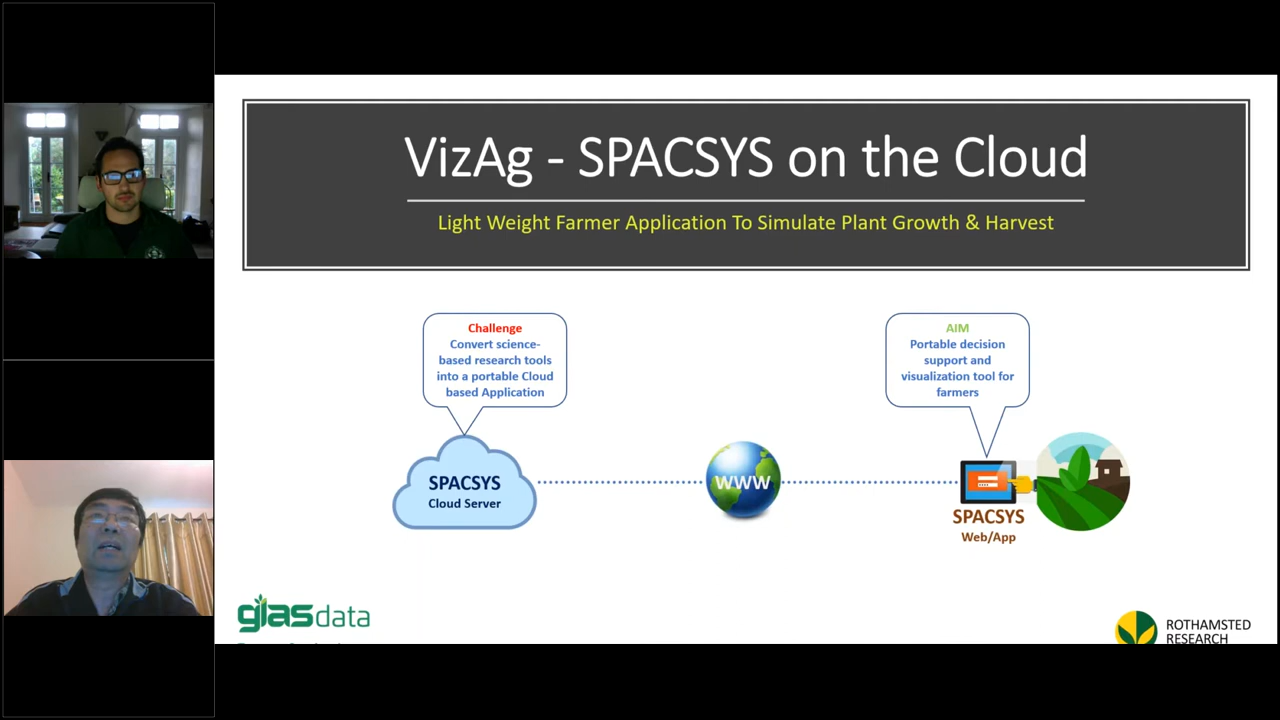 VizAg - SPACSYS on the Cloud
Light Weight Farmer Application To Simulate Plant Growth & Harvest
Challenge
Convert science-
based research tools
into a portable Cloud
based Application
AIM
Portable decision
support and
visualization tool for
farmers
SPACSYS
Cloud Server
WWW
SPACSYS
Web/App
glasdata
ROTHAMSTED
RESEARCH